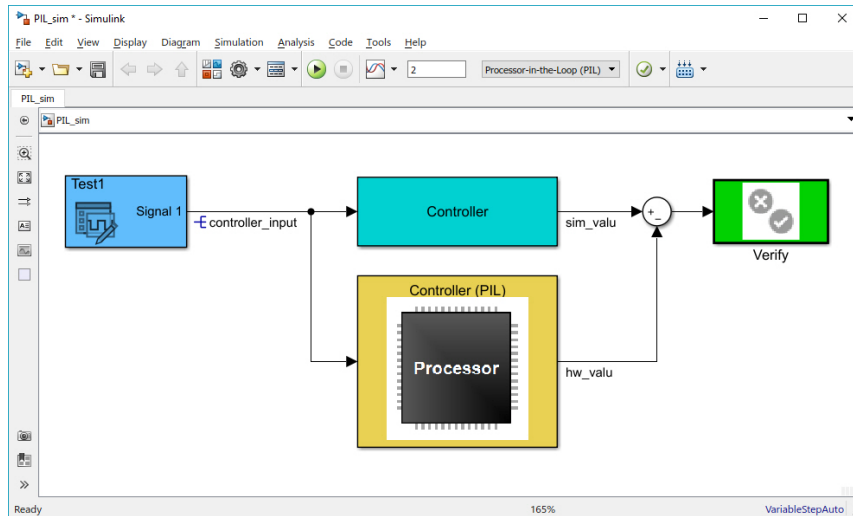 PIL_sim * - Simulink
File Edit View Display Diagram Simulation Analysis Code Tools Help
2 Processor-in-the-Loop (PIL)
PIL_sim
PIL_sim
Test1
Signal 1
controller_input
Controller
sim_valu
+
-
Verify
Controller (PIL)
Processor
hw_valu
Ready 165% VariableStepAuto